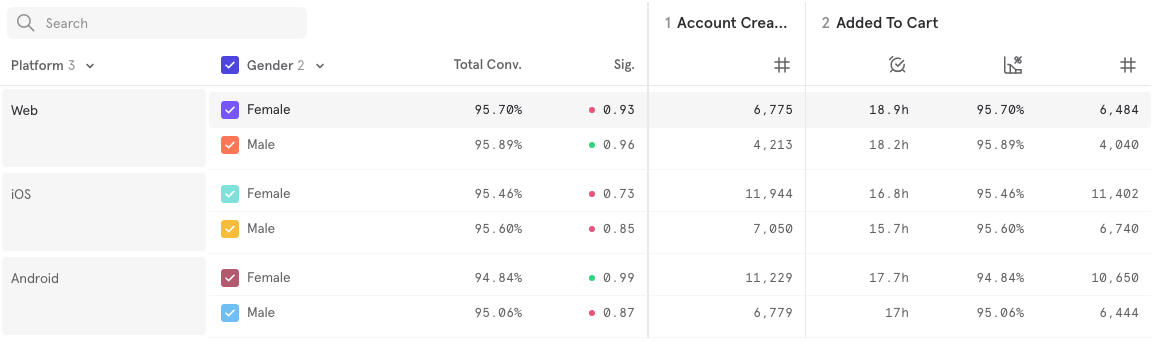 Search
1 Account Crea... 2 Added To Cart
Platform 3 Gender 2 Total Conv. Sig.
Web Female 95.70% 0.93 6,775 18.9h 95.70% 6,484
Male 95.89% 0.96 4,213 18.2h 95.89% 4,040
iOS Female 95.46% 0.73 11,944 16.8h 95.46% 11,402
Male 95.60% 0.85 7,050 15.7h 95.60% 6,740
Android Female 94.84% 0.99 11,229 17.7h 94.84% 10,650
Male 95.06% 0.87 6,779 17h 95.06% 6,444